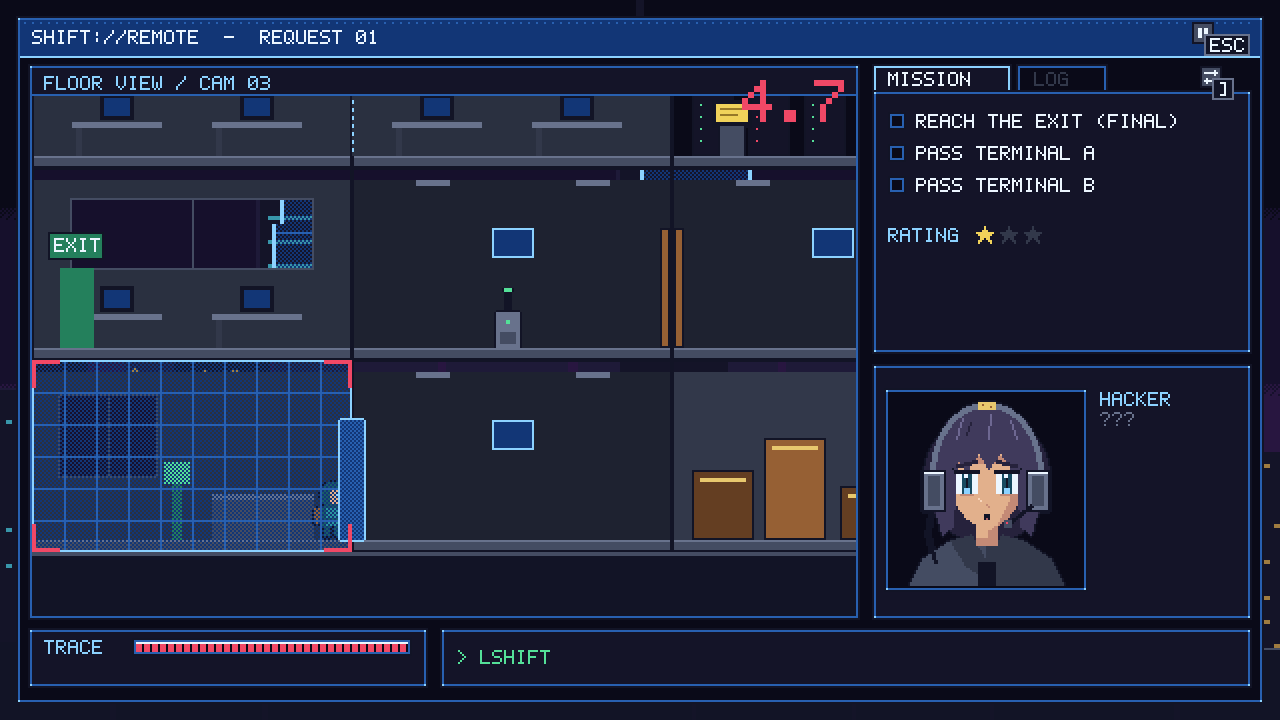 SHIFT://REMOTE - REQUEST 01
ESC
FLOOR VIEW / CAM 03
4.7
MISSION
LOG
]
REACH THE EXIT (FINAL)
PASS TERMINAL A
PASS TERMINAL B
RATING
EXIT
HACKER
???
TRACE
> LSHIFT